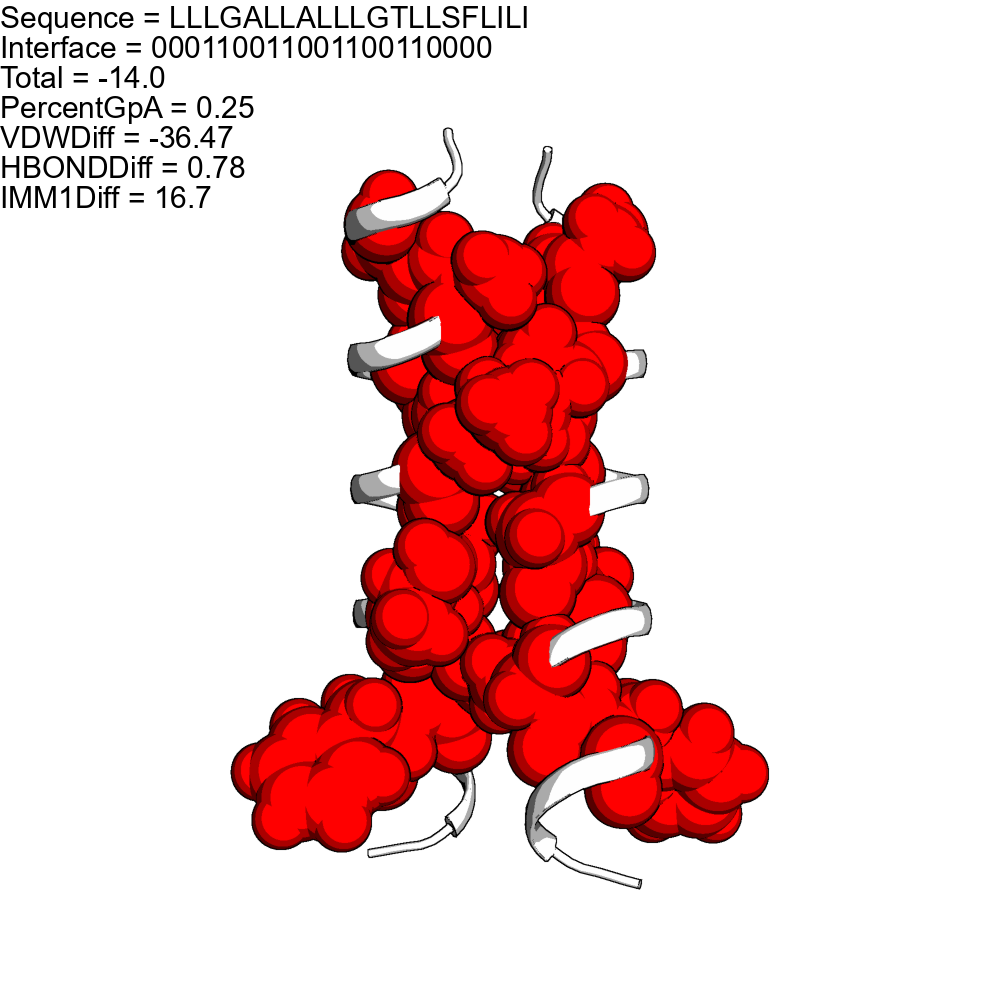 Sequence = LLLGALLALLLGTLLSFLILI
Interface = 000110011001100110000
Total = -14.0
PercentGpA = 0.25
VDWDiff = -36.47
HBONDDiff = 0.78
IMM1Diff = 16.7